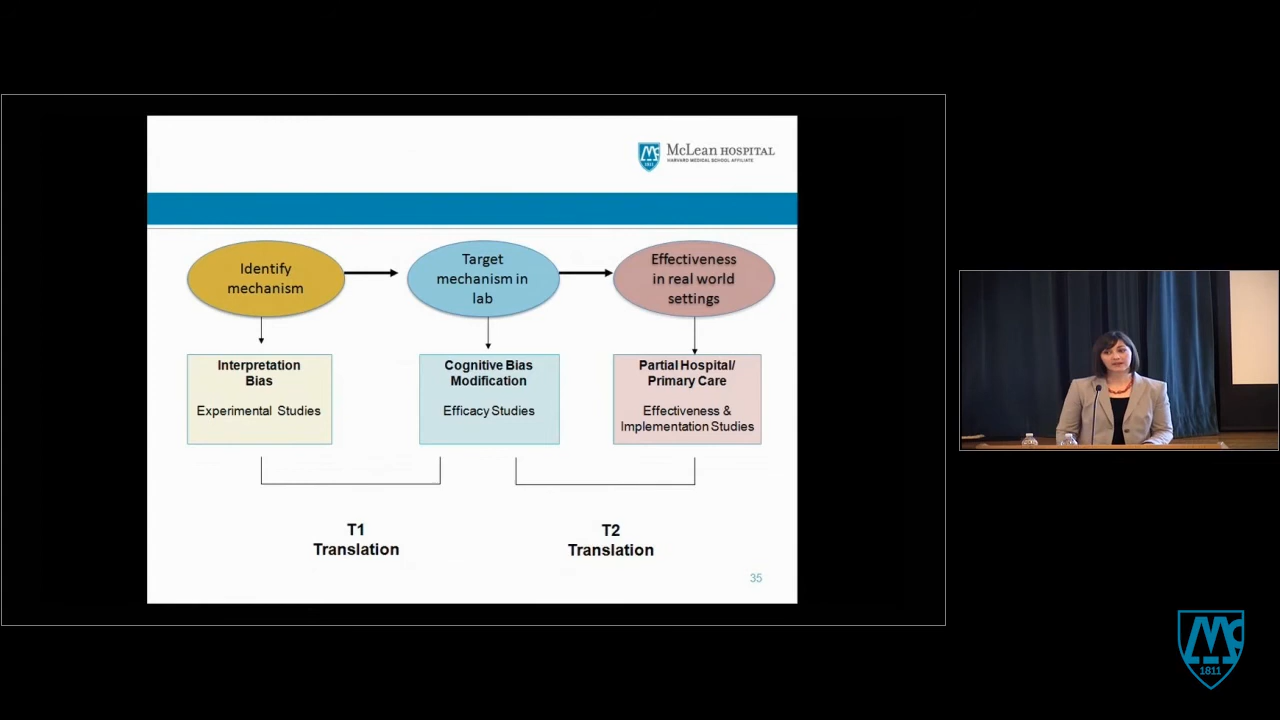 McLean HOSPITAL
HARVARD MEDICAL SCHOOL AFFILIATE
1811
Identify
mechanism
Target
mechanism in
lab
Effectiveness
in real world
settings
Interpretation
Bias
Experimental Studies
Cognitive Bias
Modification
Efficacy Studies
Partial Hospital/
Primary Care
Effectiveness &
Implementation Studies
T1
Translation
T2
Translation
35
1811